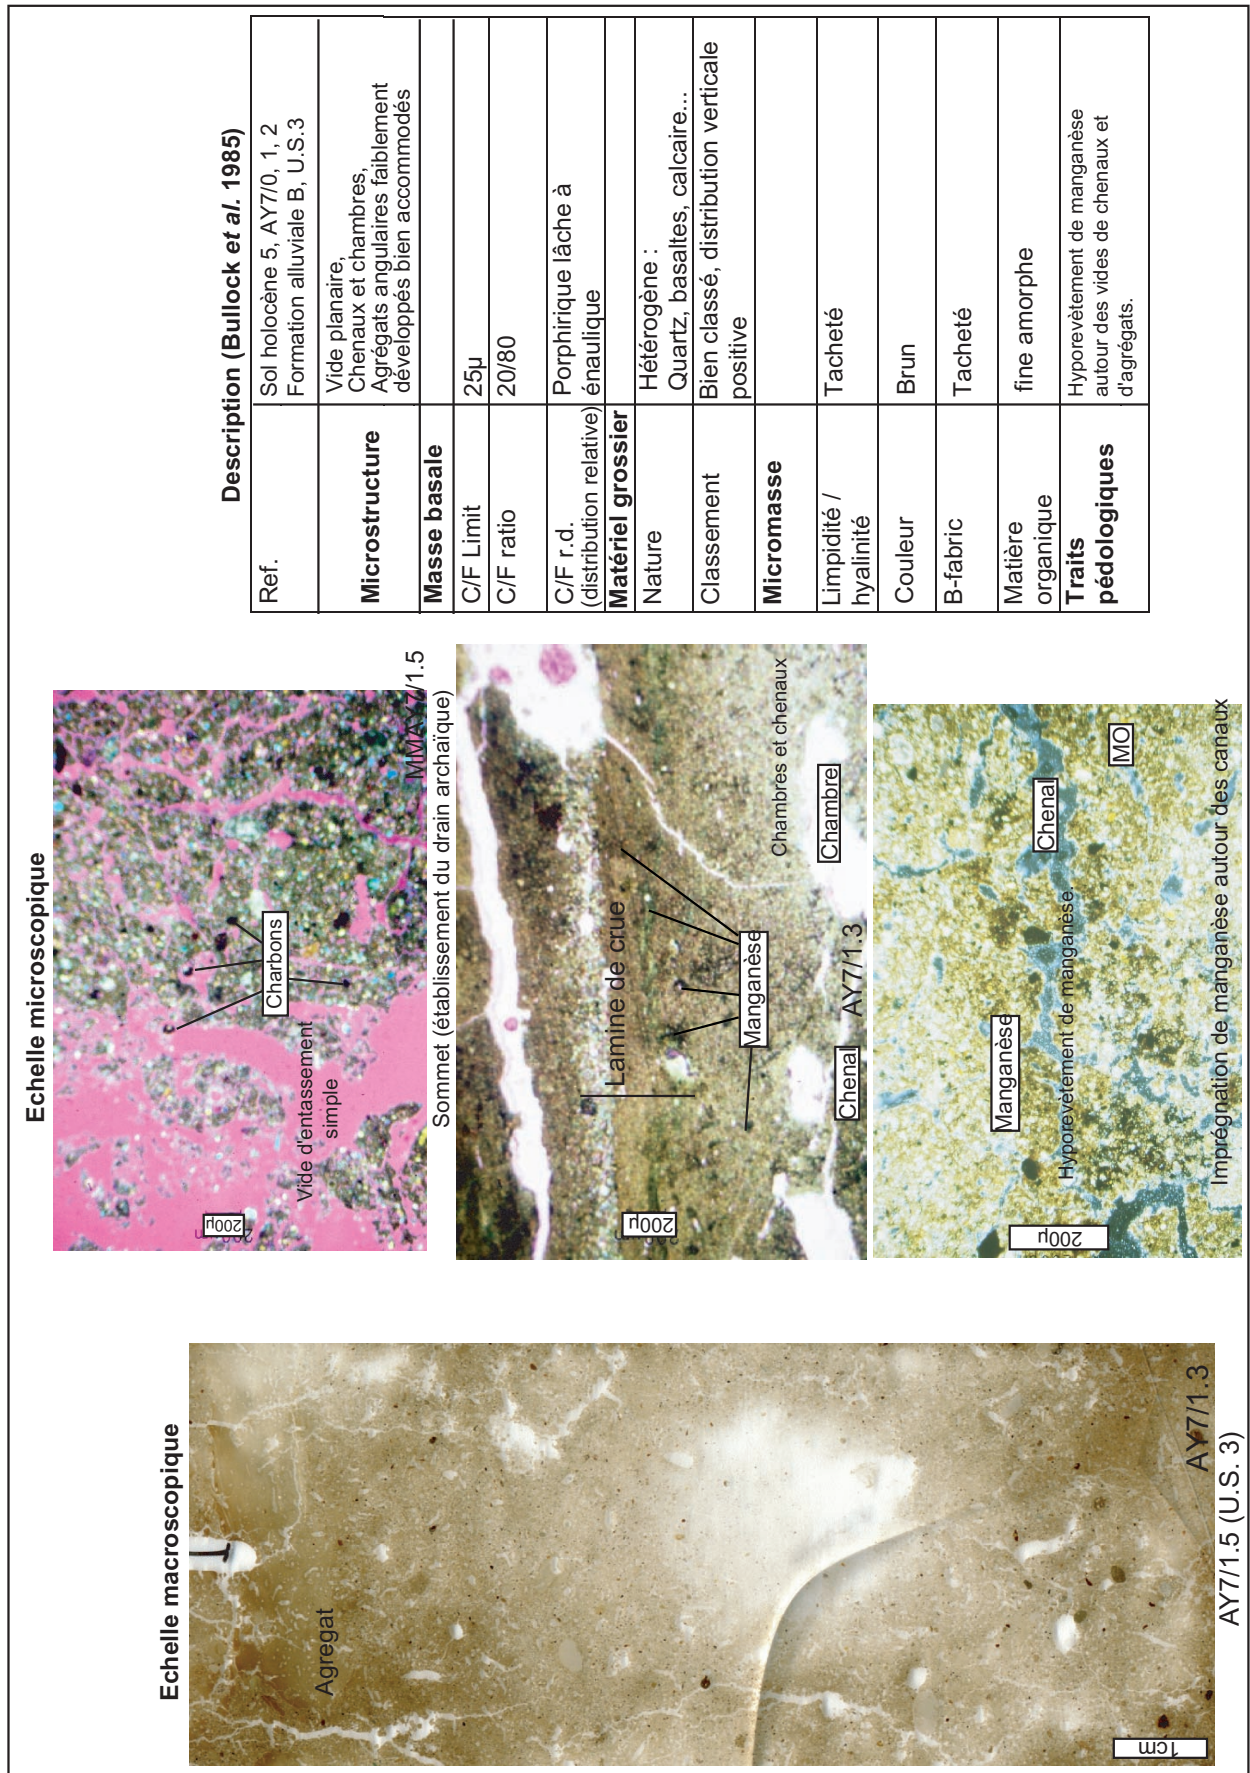 Echelle macroscopique
Agregat
AY7/1.3
1cm
AY7/1.5 (U.S. 3)
Echelle microscopique
Charbons
Vide d'entassement
simple
200µ
MMAY7/1.5
Sommet (établissement du drain archaïque)
Lamine de crue
Manganèse
Chambres et chenaux
Chambre
Chenal
AY7/1.3
200µ
Manganèse
Chenal
MO
Hyporevêtement de manganèse.
200µ
Imprégnation de manganèse autour des canaux
Description (Bullock et al. 1985)
Ref.
Sol holocène 5, AY7/0, 1, 2
Formation alluviale B, U.S.3
Microstructure
Vide planaire,
Chenaux et chambres,
Agrégats angulaires faiblement
développés bien accommodés
Masse basale
C/F Limit
25µ
C/F ratio
20/80
C/F r.d.
(distribution relative)
Porphirique lâche à
énaulique
Matériel grossier
Nature
Hétérogène :
Quartz, basaltes, calcaire...
Classement
Bien classé, distribution verticale
positive
Micromasse
Limpidité /
hyalinité
Tacheté
Couleur
Brun
B-fabric
Tacheté
Matière
organique
fine amorphe
Traits
pédologiques
Hyporevètement de manganèse
autour des vides de chenaux et
d'agrégats.